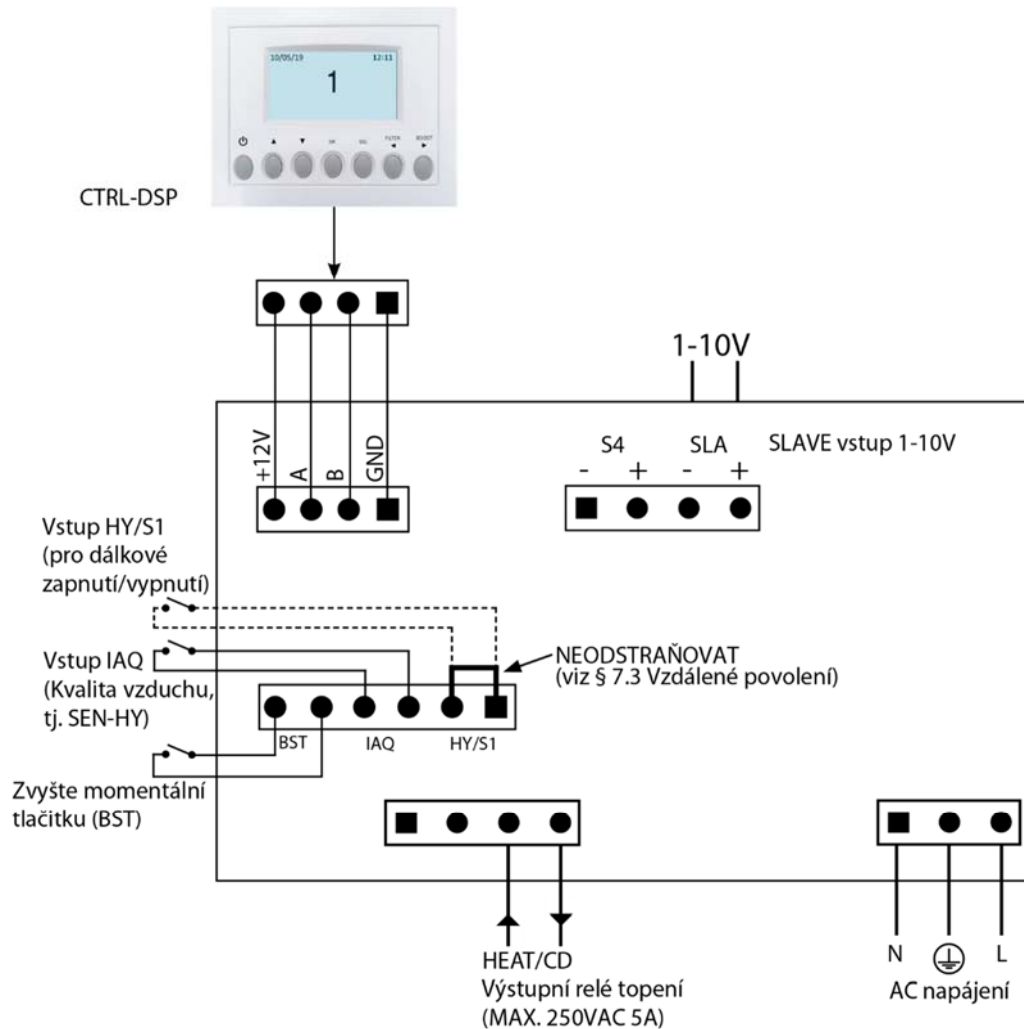 10/05/19 12:11
1
OK
FILTER
BOOST
CTRL-DSP
1-10V
+12V
A
B
GND
S4 SLA SLAVE vstup 1-10V
- + - +
Vstup HY/S1
(pro dálkové
zapnutí/vypnutí)
Vstup IAQ
(Kvalita vzduchu,
tj. SEN-HY)
NEODSTRAŇOVAT
(viz § 7.3 Vzdálené povolení)
BST IAQ HY/S1
Zvyšte momentální
tlačitku (BST)
HEAT/CD
Výstupní relé topení
(MAX. 250VAC 5A)
N L
AC napájení